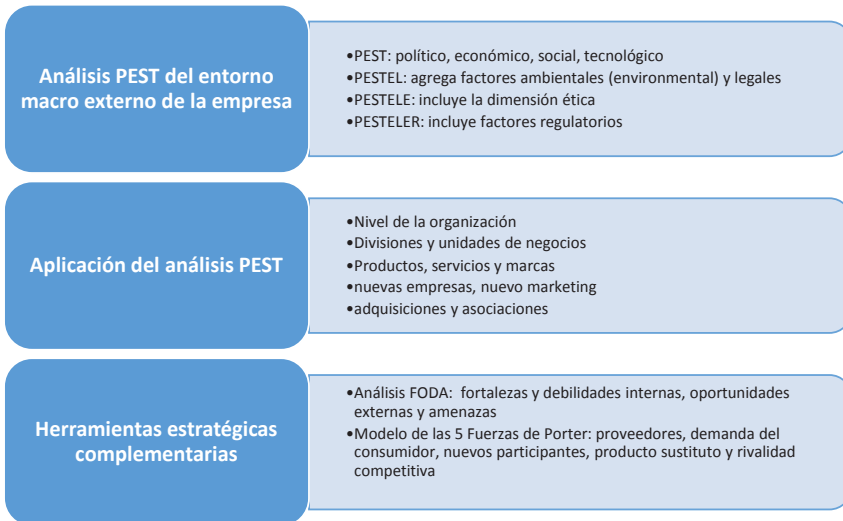 Análisis PEST del entorno
macro externo de la empresa
•PEST: político, económico, social, tecnológico
•PESTEL: agrega factores ambientales (environmental) y legales
•PESTELE: incluye la dimensión ética
•PESTELER: incluye factores regulatorios
Aplicación del análisis PEST
•Nivel de la organización
•Divisiones y unidades de negocios
•Productos, servicios y marcas
•nuevas empresas, nuevo marketing
•adquisiciones y asociaciones
Herramientas estratégicas
complementarias
•Análisis FODA: fortalezas y debilidades internas, oportunidades
externas y amenazas
•Modelo de las 5 Fuerzas de Porter: proveedores, demanda del
consumidor, nuevos participantes, producto sustituto y rivalidad
competitiva